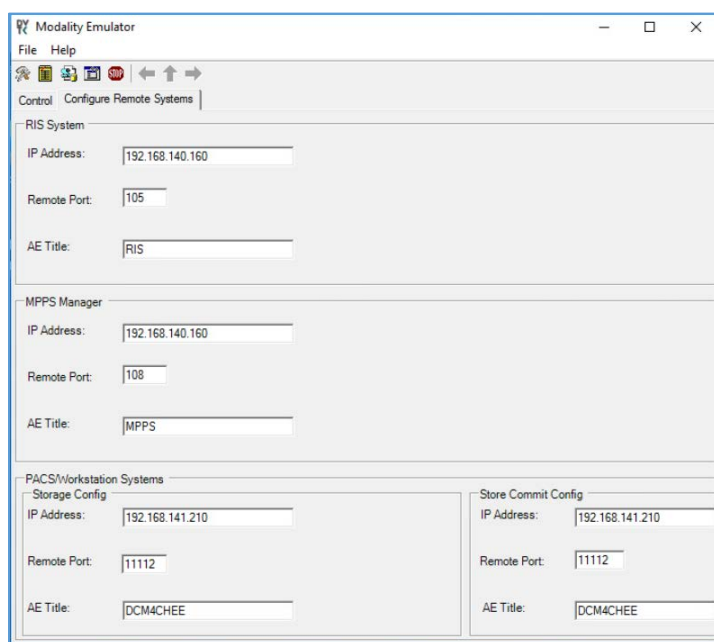 Modality Emulator
File Help
STOP
Control Configure Remote Systems
RIS System
IP Address: 192.168.140.160
Remote Port: 105
AE Title: RIS
MPPS Manager
IP Address: 192.168.140.160
Remote Port: 108
AE Title: MPPS
PACS/Workstation Systems
Storage Config Store Commit Config
IP Address: 192.168.141.210 IP Address: 192.168.141.210
Remote Port: 11112 Remote Port: 11112
AE Title: DCM4CHEE AE Title: DCM4CHEE